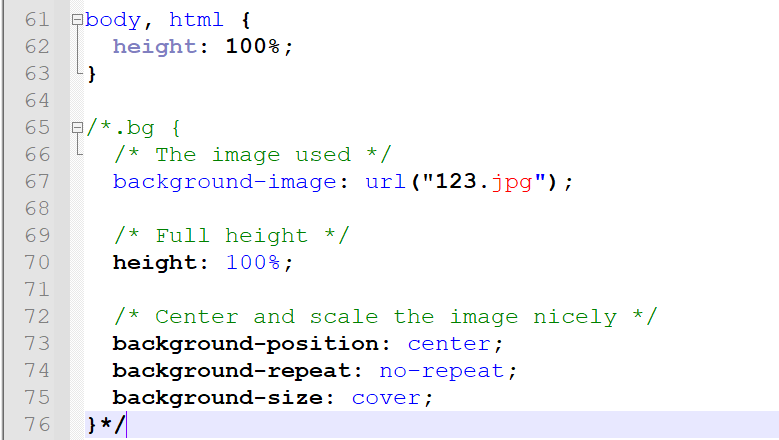 61 body, html {
62   height: 100%;
63 }
64
65 /*.bg {
66   /* The image used */
67   background-image: url("123.jpg");
68
69   /* Full height */
70   height: 100%;
71
72   /* Center and scale the image nicely */
73   background-position: center;
74   background-repeat: no-repeat;
75   background-size: cover;
76 }*/